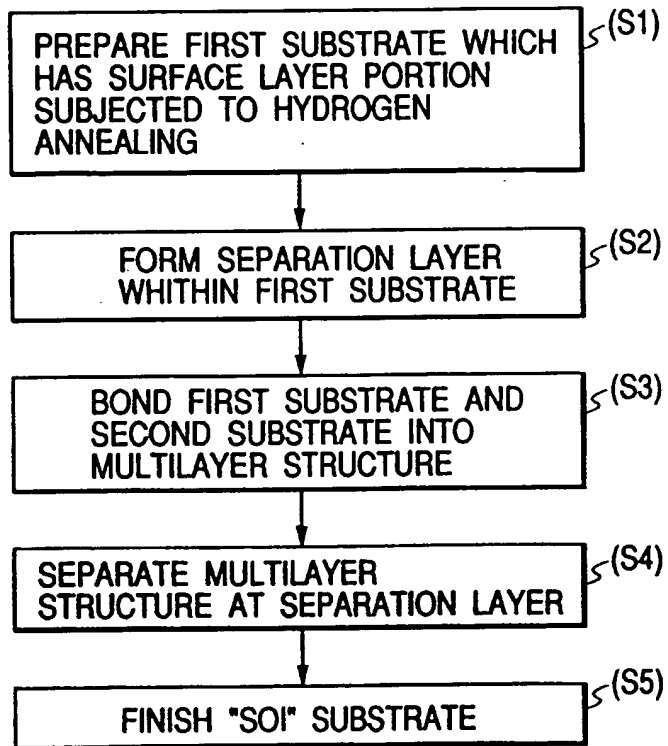 PREPARE FIRST SUBSTRATE WHICH
HAS SURFACE LAYER PORTION
SUBJECTED TO HYDROGEN
ANNEALING
(S1)
FORM SEPARATION LAYER
WHITHIN FIRST SUBSTRATE
(S2)
BOND FIRST SUBSTRATE AND
SECOND SUBSTRATE INTO
MULTILAYER STRUCTURE
(S3)
SEPARATE MULTILAYER
STRUCTURE AT SEPARATION LAYER
(S4)
FINISH "SOI" SUBSTRATE
(S5)